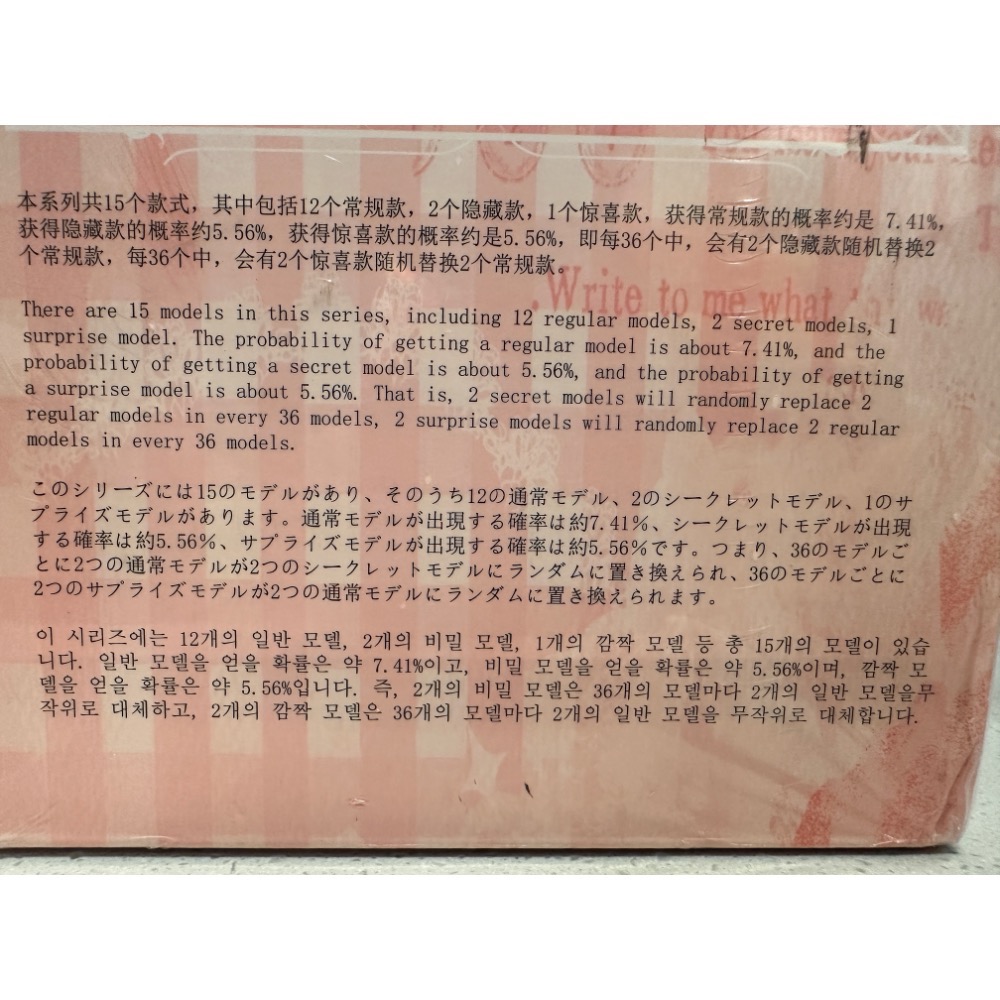 本系列共15个款式，其中包括12个常规款，2个隐藏款，1个惊喜款，获得常规款的概率约是 7.41%，
获得隐藏款的概率约5.56%，获得惊喜款的概率约是5.56%，即每36个中，会有2个隐藏款随机替换2
个常规款，每36个中，会有2个惊喜款随机替换2个常规款。
Write to me what
There are 15 models in this series, including 12 regular models, 2 secret models, 1
surprise model. The probability of getting a regular model is about 7.41%, and the
probability of getting a secret model is about 5.56%, and the probability of getting
a surprise model is about 5.56%. That is, 2 secret models will randomly replace 2
regular models in every 36 models, 2 surprise models will randomly replace 2 regular
models in every 36 models.
このシリーズには15のモデルがあり、そのうち12の通常モデル、2のシークレットモデル、1のサ
プライズモデルがあります。通常モデルが出現する確率は約7.41%、シークレットモデルが出現
する確率は約5.56%、サプライズモデルが出現する確率は約5.56%です。つまり、36のモデルご
とに2つの通常モデルが2つのシークレットモデルにランダムに置き換えられ、36のモデルごとに
2つのサプライズモデルが2つの通常モデルにランダムに置き換えられます。
이 시리즈에는 12개의 일반 모델, 2개의 비밀 모델, 1개의 깜짝 모델 등 총 15개의 모델이 있습
니다. 일반 모델을 얻을 확률은 약 7.41%이고, 비밀 모델을 얻을 확률은 약 5.56%이며, 깜짝 모
델을 얻을 확률은 약 5.56%입니다. 즉, 2개의 비밀 모델은 36개의 모델마다 2개의 일반 모델을무
작위로 대체하고, 2개의 깜짝 모델은 36개의 모델마다 2개의 일반 모델을 무작위로 대체합니다.